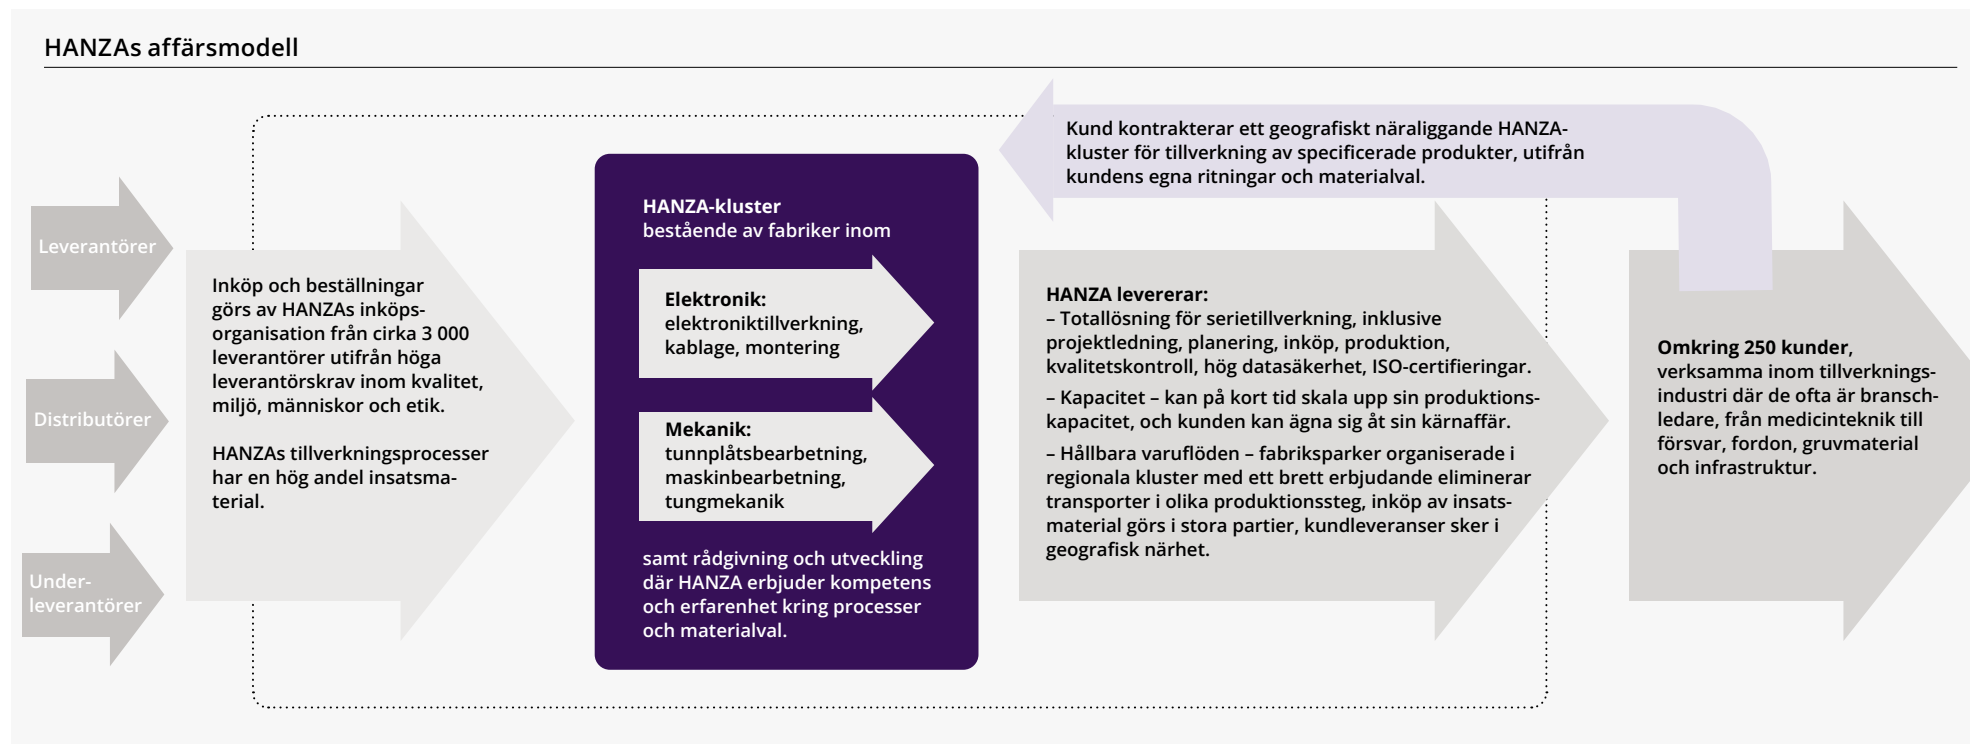 HANZAs affärsmodell
Leverantörer
Distributörer
Under-
leverantörer
Inköp och beställningar
görs av HANZAs inköps-
organisation från cirka 3 000
leverantörer utifrån höga
leverantörskrav inom kvalitet,
miljö, människor och etik.
HANZAs tillverkningsprocesser
har en hög andel insatsma-
terial.
HANZA-kluster
bestående av fabriker inom
Elektronik:
elektroniktillverkning,
kablage, montering
Mekanik:
tunnplåtsbearbetning,
maskinbearbetning,
tungmekanik
samt rådgivning och utveckling
där HANZA erbjuder kompetens
och erfarenhet kring processer
och materialval.
Kund kontrakterar ett geografiskt näraliggande HANZA-
kluster för tillverkning av specificerade produkter, utifrån
kundens egna ritningar och materialval.
HANZA levererar:
– Totallösning för serietillverkning, inklusive
projektledning, planering, inköp, produktion,
kvalitetskontroll, hög datasäkerhet, ISO-certifieringar.
– Kapacitet – kan på kort tid skala upp sin produktions-
kapacitet, och kunden kan ägna sig åt sin kärnaffär.
– Hållbara varuflöden – fabriksparker organiserade i
regionala kluster med ett brett erbjudande eliminerar
transporter i olika produktionssteg, inköp av insats-
material görs i stora partier, kundleveranser sker i
geografisk närhet.
Omkring 250 kunder,
verksamma inom tillverknings-
industri där de ofta är bransch-
ledare, från medicinteknik till
försvar, fordon, gruvmaterial
och infrastruktur.